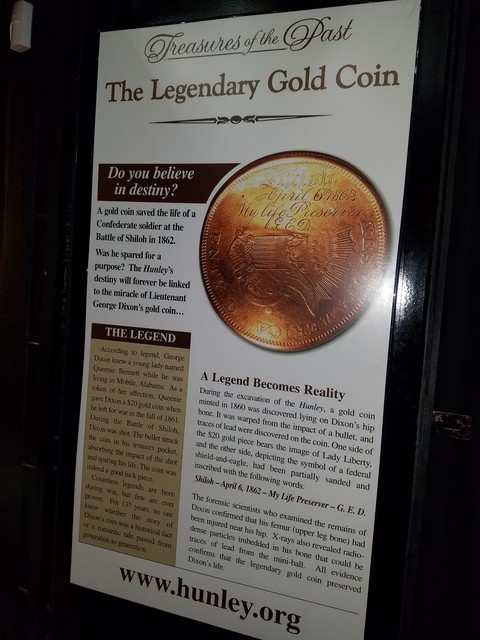 Treasures of the Past
The Legendary Gold Coin
Do you believe
in destiny?
A gold coin saved the life of a
Confederate soldier at the
Battle of Shiloh in 1862.
Was he spared for a
purpose? The Hunley's
destiny will forever be linked
to the miracle of Lieutenant
George Dixon's gold coin...
Shiloh
April 6 1862
My life Preserver
G.E.D
THE LEGEND
According to legend, George
Dixon knew a young lady named
Queenie Bennett while he was
living in Mobile, Alabama. As a
token of her affection, Queenie
gave Dixon a $20 gold coin when
he left for war in the fall of 1861.
During the Battle of Shiloh,
Dixon was shot. The bullet struck
the coin in his trousers pocket,
absorbing the impact of the shot
and sparing his life. The coin was
indeed a good luck piece.
Countless legends are born
during war, but few are ever
proven. For 137 years, no one
knew whether the story of
Dixon's coin was a historical fact
or a romantic tale passed from
generation to generation.
A Legend Becomes Reality
During the excavation of the Hunley, a gold coin
minted in 1860 was discovered lying on Dixon's hip
bone. It was warped from the impact of a bullet, and
traces of lead were discovered on the coin. One side of
the $20 gold piece bears the image of Lady Liberty,
and the other side, depicting the symbol of a federal
shield-and-eagle, had been partially sanded and
inscribed with the following words:
Shiloh – April 6, 1862 – My Life Preserver – G. E. D.
The forensic scientists who examined the remains of
Dixon confirmed that his femur (upper leg bone) had
been injured near his hip. X-rays also revealed radio-
dense particles imbedded in his bone that could be
traces of lead from the mini-ball. All evidence
confirms that the legendary gold coin preserved
Dixon's life.
www.hunley.org